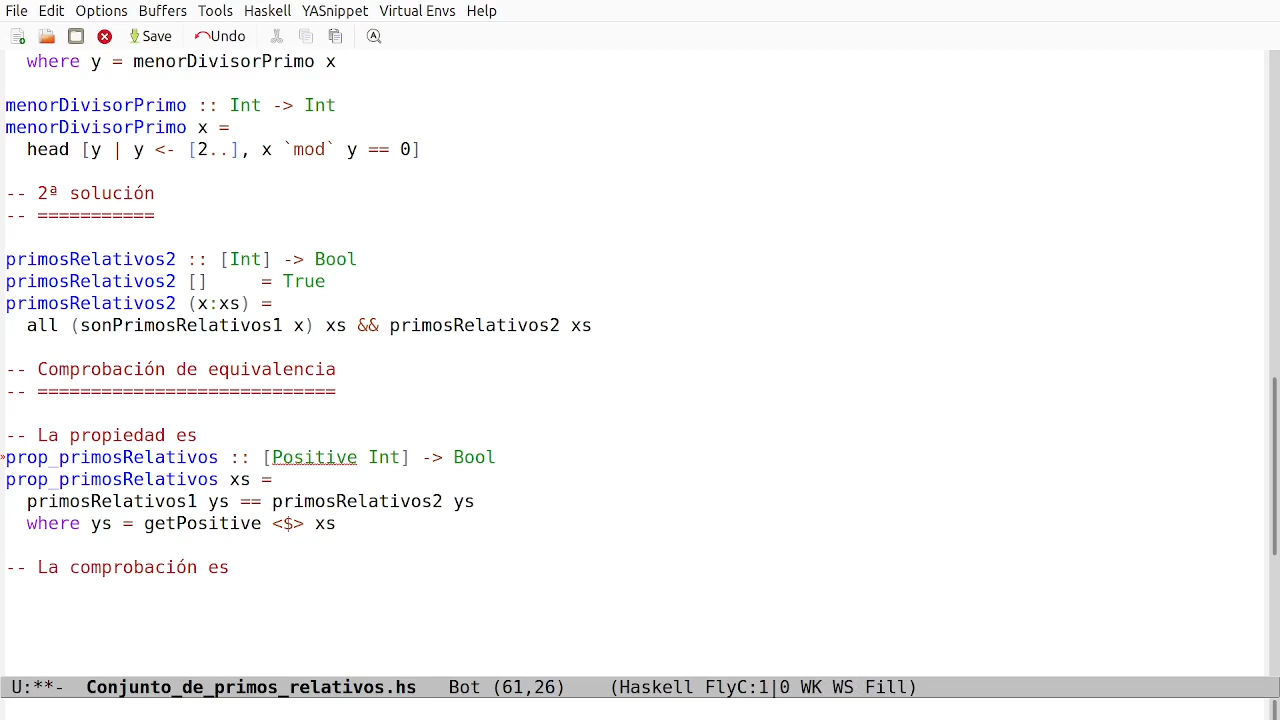 File Edit Options Buffers Tools Haskell YASnippet Virtual Envs Help
Save Undo
  where y = menorDivisorPrimo x
menorDivisorPrimo :: Int -> Int
menorDivisorPrimo x =
  head [y | y <- [2..], x `mod` y == 0]
-- 2ª solución
-- ===========
primosRelativos2 :: [Int] -> Bool
primosRelativos2 []     = True
primosRelativos2 (x:xs) =
  all (sonPrimosRelativos1 x) xs && primosRelativos2 xs
-- Comprobación de equivalencia
-- ============================
-- La propiedad es
prop_primosRelativos :: [Positive Int] -> Bool
prop_primosRelativos xs =
  primosRelativos1 ys == primosRelativos2 ys
  where ys = getPositive <$> xs
-- La comprobación es
U:**-  Conjunto_de_primos_relativos.hs   Bot (61,26)    (Haskell FlyC:1|0 WK WS Fill)